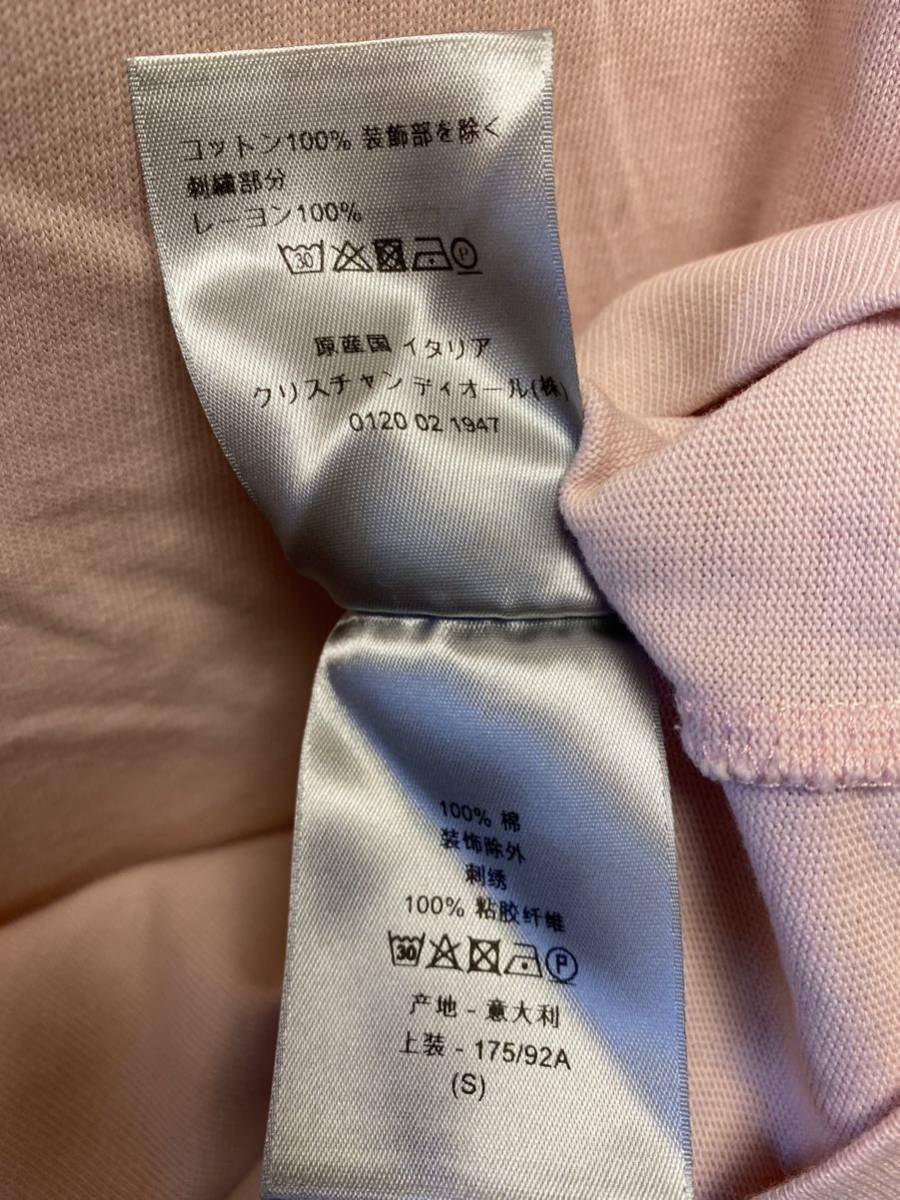 コットン100% 装飾部を除く
刺繍部分
レーヨン100%
30 P
原産国 イタリア
クリスチャン ディオール(株)
0120 02 1947
100% 棉
装饰除外
刺绣
100% 粘胶纤维
30 P
产地 - 意大利
上装 - 175/92A
(S)